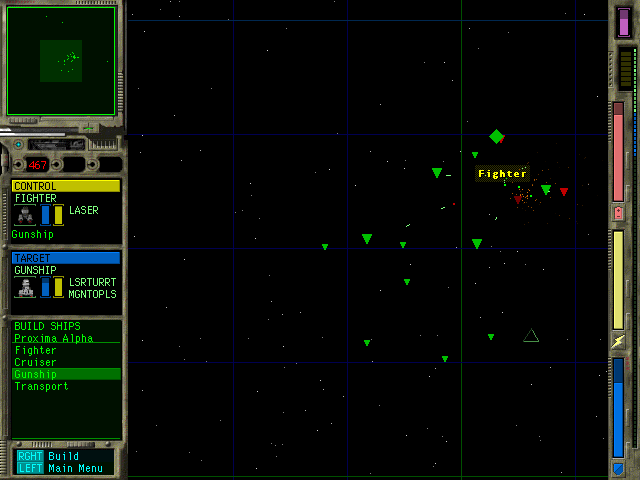 467
CONTROL
FIGHTER
LASER
Gunship
TARGET
GUNSHIP
LSRTURRT
MGNTOPLS
BUILD SHIPS
Proxima Alpha
Fighter
Cruiser
Gunship
Transport
RGHT Build
LEFT Main Menu
Fighter